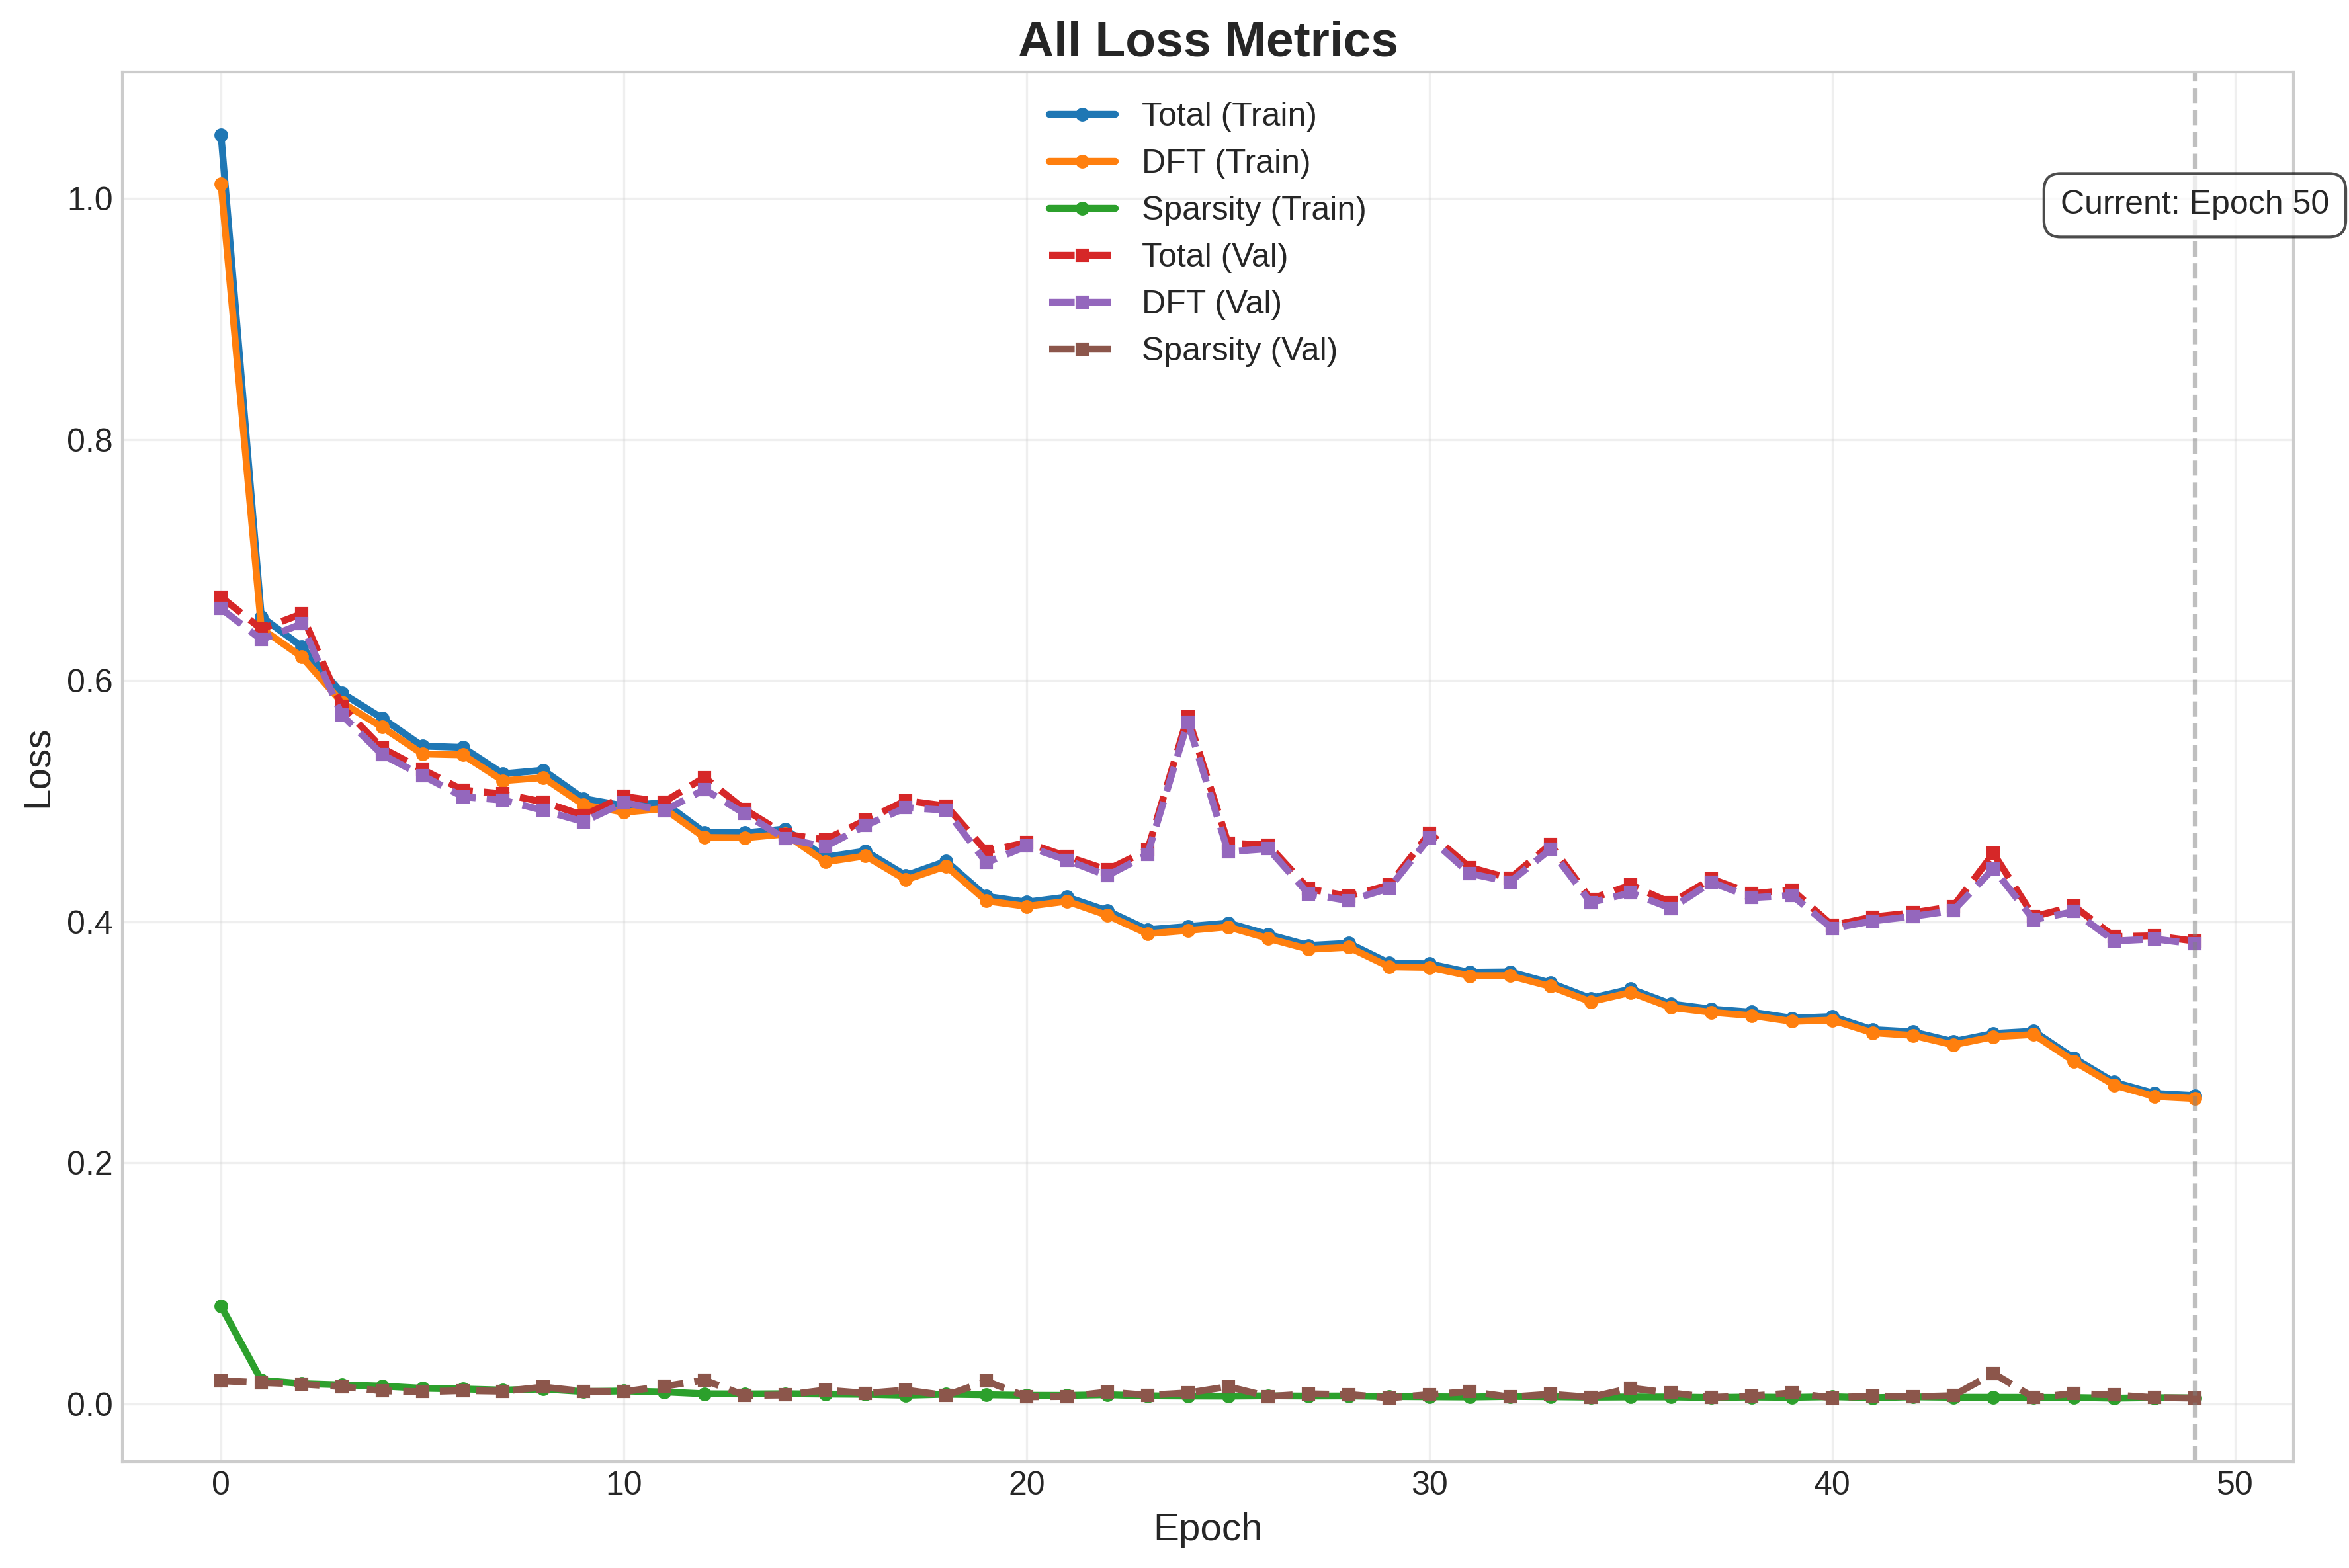 All Loss Metrics
Total (Train)
DFT (Train)
Sparsity (Train)
Total (Val)
DFT (Val)
Sparsity (Val)
Current: Epoch 50
1.0
0.8
0.6
0.4
0.2
0.0
Loss
0 10 20 30 40 50
Epoch